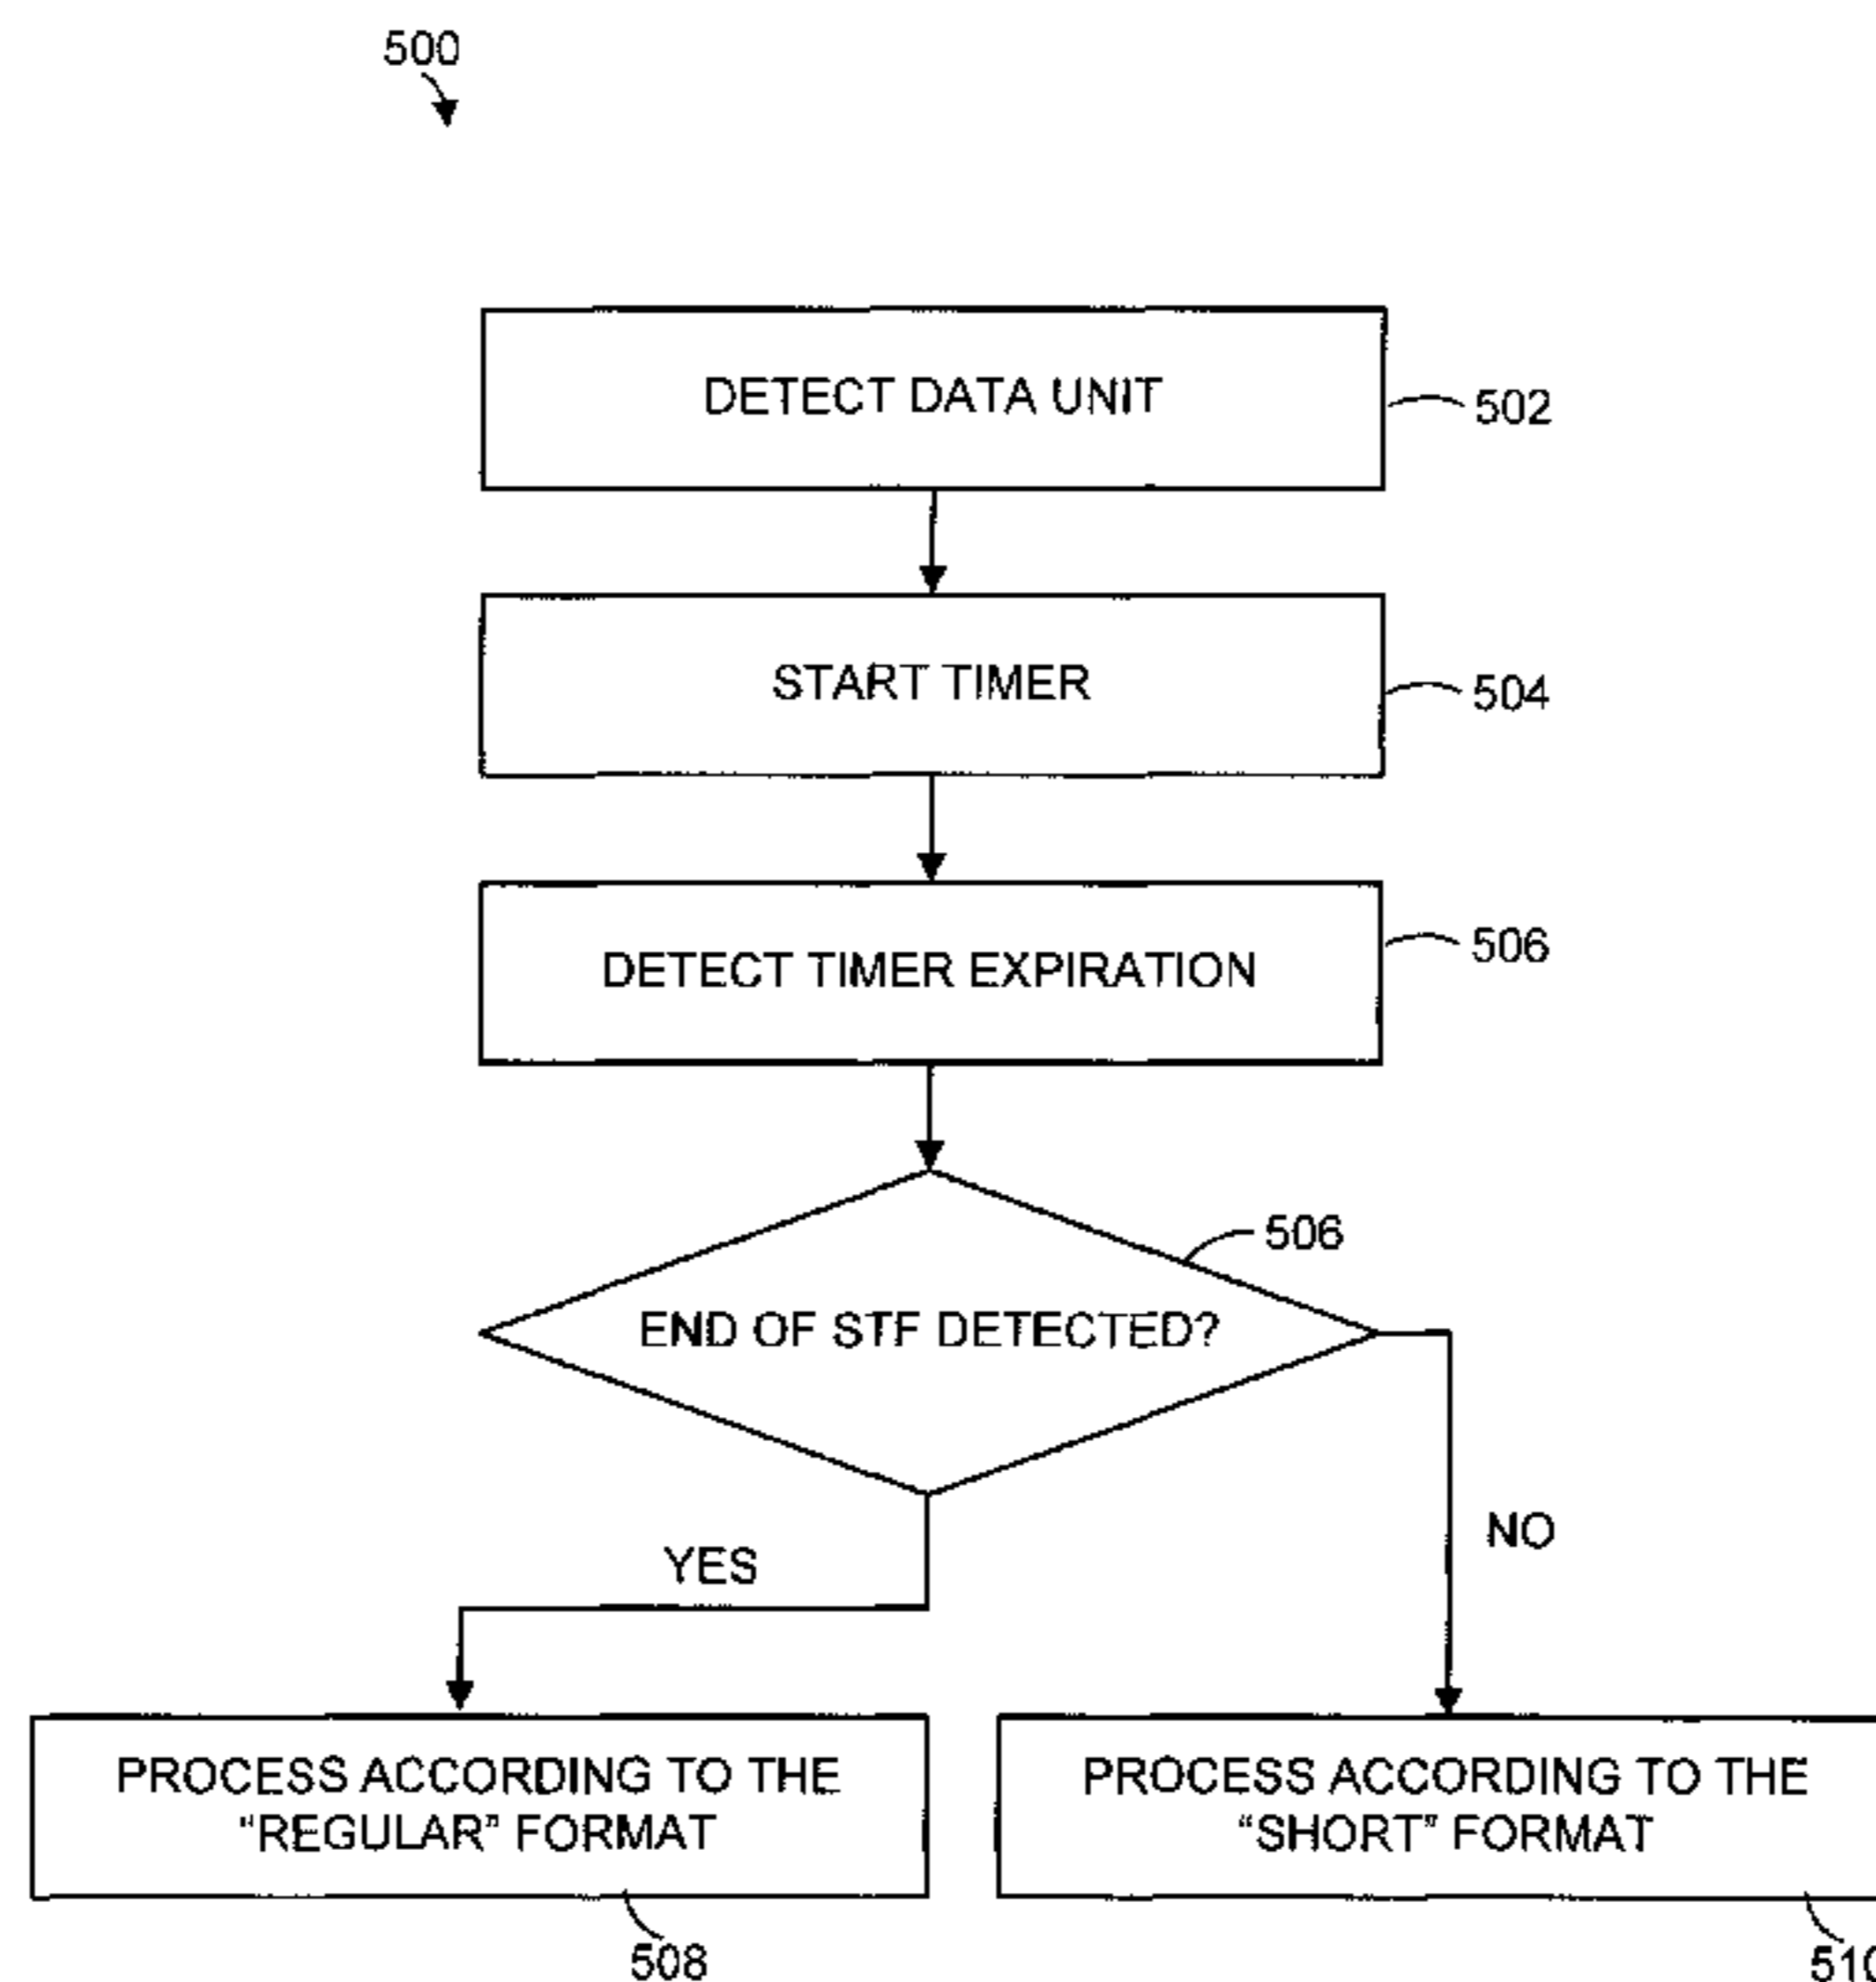 500
DETECT DATA UNIT
502
START TIMER
504
DETECT TIMER EXPIRATION
506
END OF STF DETECTED?
506
YES
NO
PROCESS ACCORDING TO THE
"REGULAR" FORMAT
508
PROCESS ACCORDING TO THE
"SHORT" FORMAT
510